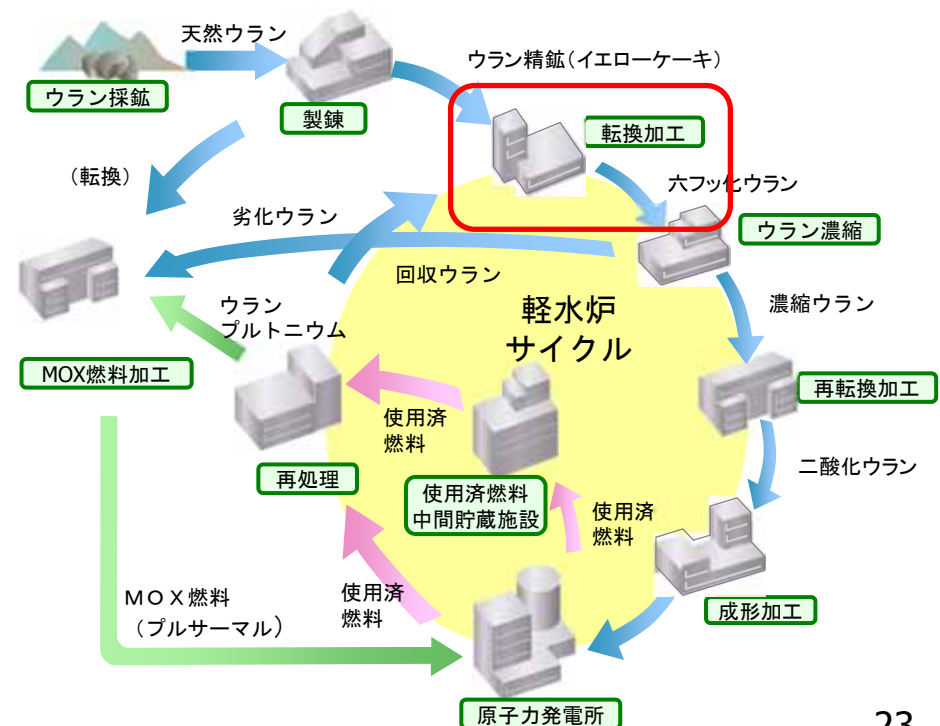 天然ウラン
ウラン精鉱(イエローケーキ)
ウラン採鉱
製錬
転換加工
(転換)
六フッ化ウラン
劣化ウラン
ウラン濃縮
回収ウラン
ウラン
プルトニウム
軽水炉
サイクル
濃縮ウラン
MOX燃料加工
再転換加工
使用済
燃料
再処理
使用済燃料
中間貯蔵施設
二酸化ウラン
使用済
燃料
使用済
燃料
MOX燃料
(プルサーマル)
成形加工
原子力発電所
23